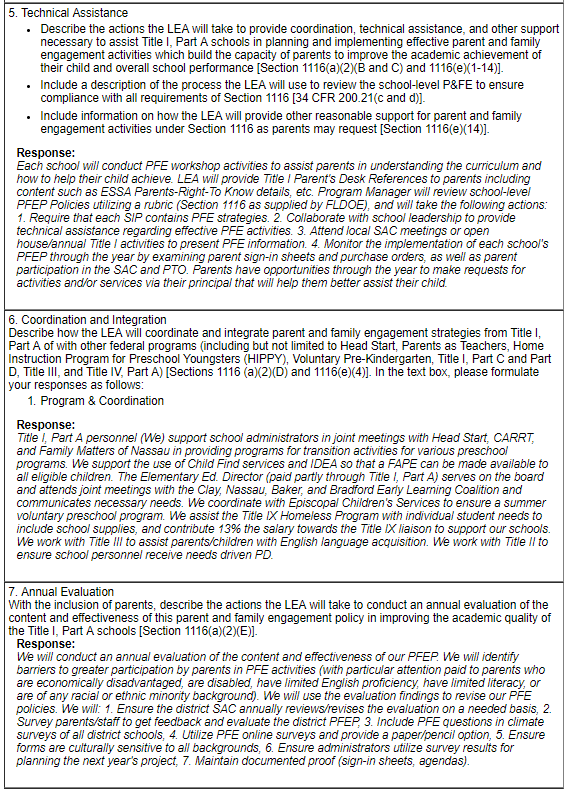 5. Technical Assistance
• Describe the actions the LEA will take to provide coordination, technical assistance, and other support
necessary to assist Title I, Part A schools in planning and implementing effective parent and family
engagement activities which build the capacity of parents to improve the academic achievement of
their child and overall school performance [Section 1116(a)(2)(B and C) and 1116(e)(1-14)].
• Include a description of the process the LEA will use to review the school-level P&FE to ensure
compliance with all requirements of Section 1116 [34 CFR 200.21(c and d)].
• Include information on how the LEA will provide other reasonable support for parent and family
engagement activities under Section 1116 as parents may request [Section 1116(e)(14)].
Response:
Each school will conduct PFE workshop activities to assist parents in understanding the curriculum and
how to help their child achieve. LEA will provide Title I Parent's Desk References to parents including
content such as ESSA Parents-Right-To Know details, etc. Program Manager will review school-level
PFEP Policies utilizing a rubric (Section 1116 as supplied by FLDOE), and will take the following actions:
1. Require that each SIP contains PFE strategies. 2. Collaborate with school leadership to provide
technical assistance regarding effective PFE activities. 3. Attend local SAC meetings or open
house/annual Title I activities to present PFE information. 4. Monitor the implementation of each school's
PFEP through the year by examining parent sign-in sheets and purchase orders, as well as parent
participation in the SAC and PTO. Parents have opportunities through the year to make requests for
activities and/or services via their principal that will help them better assist their child.
6. Coordination and Integration
Describe how the LEA will coordinate and integrate parent and family engagement strategies from Title I,
Part A of with other federal programs (including but not limited to Head Start, Parents as Teachers, Home
Instruction Program for Preschool Youngsters (HIPPY), Voluntary Pre-Kindergarten, Title I, Part C and Part
D, Title III, and Title IV, Part A) [Sections 1116 (a)(2)(D) and 1116(e)(4)]. In the text box, please formulate
your responses as follows:
1. Program & Coordination
Response:
Title I, Part A personnel (We) support school administrators in joint meetings with Head Start, CARRT,
and Family Matters of Nassau in providing programs for transition activities for various preschool
programs. We support the use of Child Find services and IDEA so that a FAPE can be made available to
all eligible children. The Elementary Ed. Director (paid partly through Title I, Part A) serves on the board
and attends joint meetings with the Clay, Nassau, Baker, and Bradford Early Learning Coalition and
communicates necessary needs. We coordinate with Episcopal Children's Services to ensure a summer
voluntary preschool program. We assist the Title IX Homeless Program with individual student needs to
include school supplies, and contribute 13% the salary towards the Title IX liaison to support our schools.
We work with Title III to assist parents/children with English language acquisition. We work with Title II to
ensure school personnel receive needs driven PD.
7. Annual Evaluation
With the inclusion of parents, describe the actions the LEA will take to conduct an annual evaluation of the
content and effectiveness of this parent and family engagement policy in improving the academic quality of
the Title I, Part A schools [Section 1116(a)(2)(E)].
Response:
We will conduct an annual evaluation of the content and effectiveness of our PFEP. We will identify
barriers to greater participation by parents in PFE activities (with particular attention paid to parents who
are economically disadvantaged, are disabled, have limited English proficiency, have limited literacy, or
are of any racial or ethnic minority background). We will use the evaluation findings to revise our PFE
policies. We will: 1. Ensure the district SAC annually reviews/revises the evaluation on a needed basis, 2.
Survey parents/staff to get feedback and evaluate the district PFEP, 3. Include PFE questions in climate
surveys of all district schools, 4. Utilize PFE online surveys and provide a paper/pencil option, 5. Ensure
forms are culturally sensitive to all backgrounds, 6. Ensure administrators utilize survey results for
planning the next year's project, 7. Maintain documented proof (sign-in sheets, agendas).